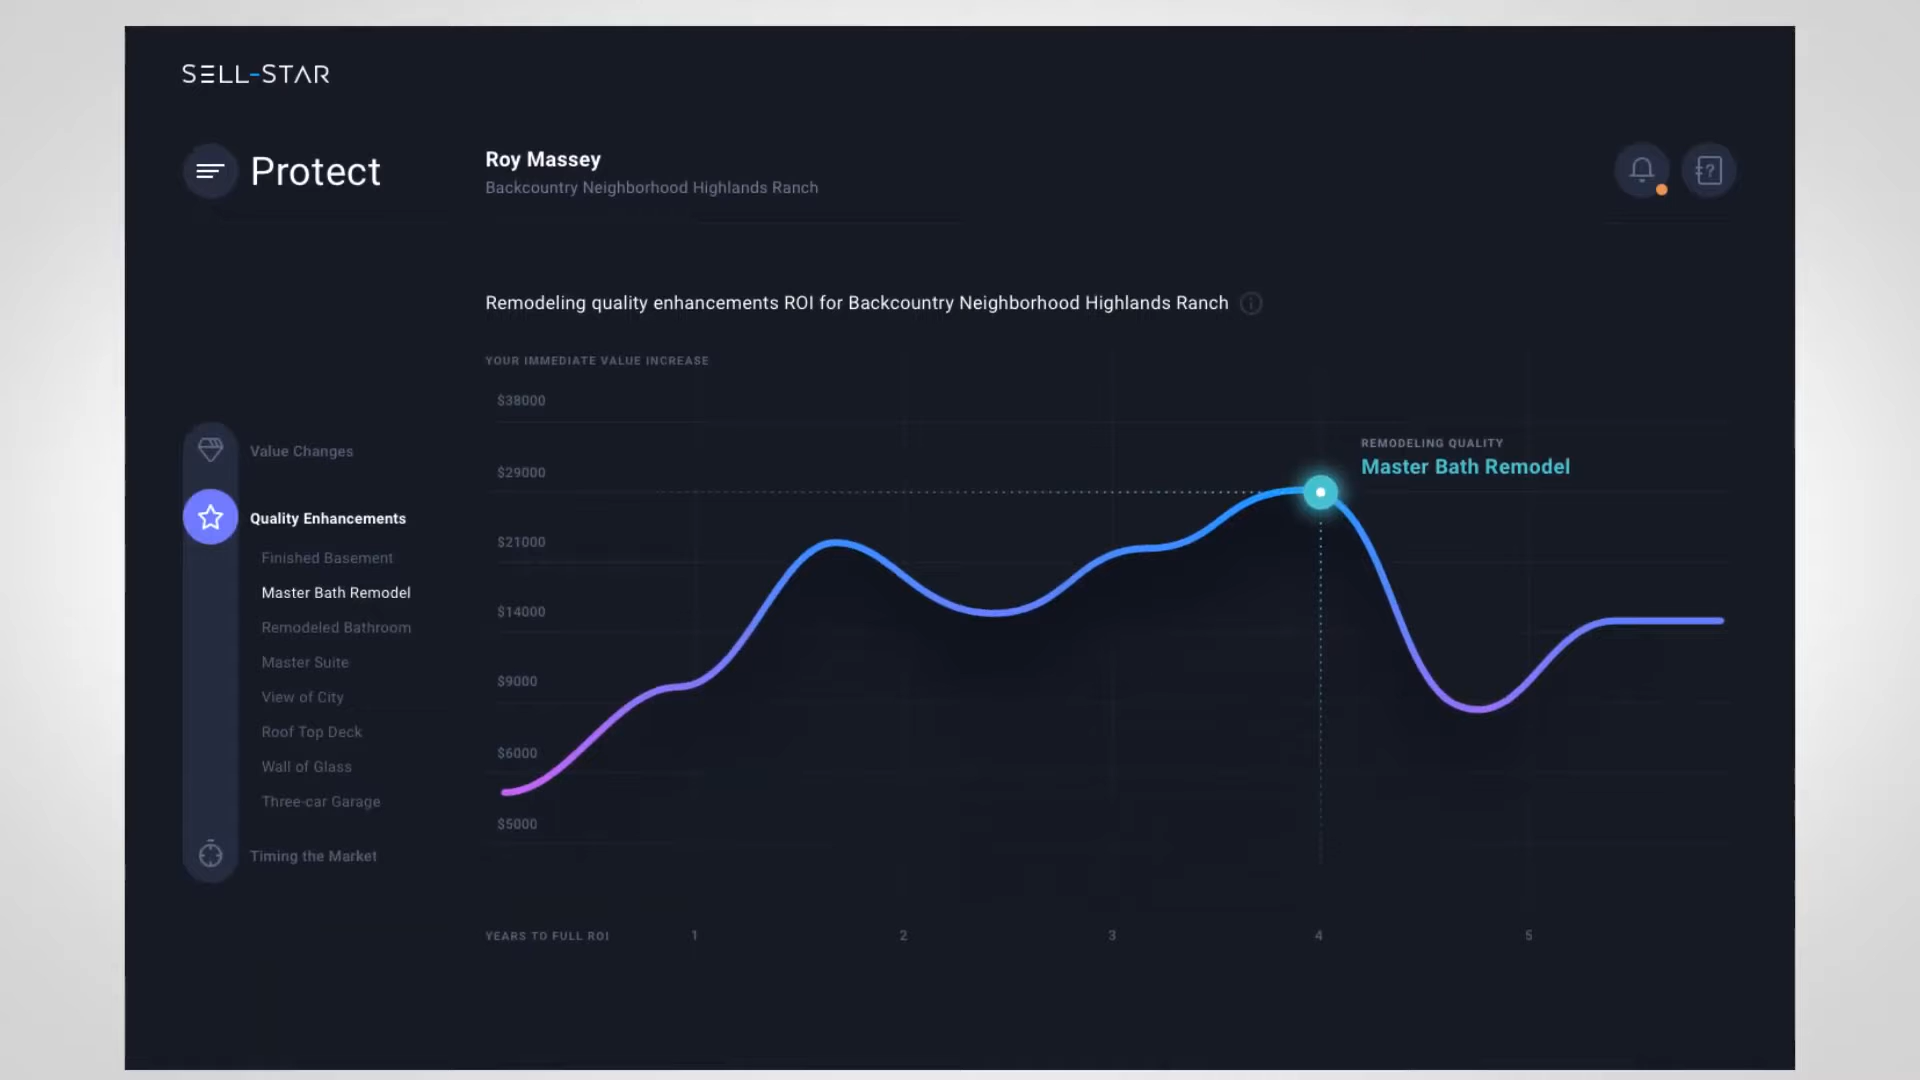 SELL-STAR
Protect
Roy Massey
Backcountry Neighborhood Highlands Ranch
?
Remodeling quality enhancements ROI for Backcountry Neighborhood Highlands Ranch
i
YOUR IMMEDIATE VALUE INCREASE
$38000
$29000
$21000
$14000
$9000
$6000
$5000
REMODELING QUALITY
Master Bath Remodel
Value Changes
Quality Enhancements
Finished Basement
Master Bath Remodel
Remodeled Bathroom
Master Suite
View of City
Roof Top Deck
Wall of Glass
Three-car Garage
Timing the Market
YEARS TO FULL ROI 1 2 3 4 5